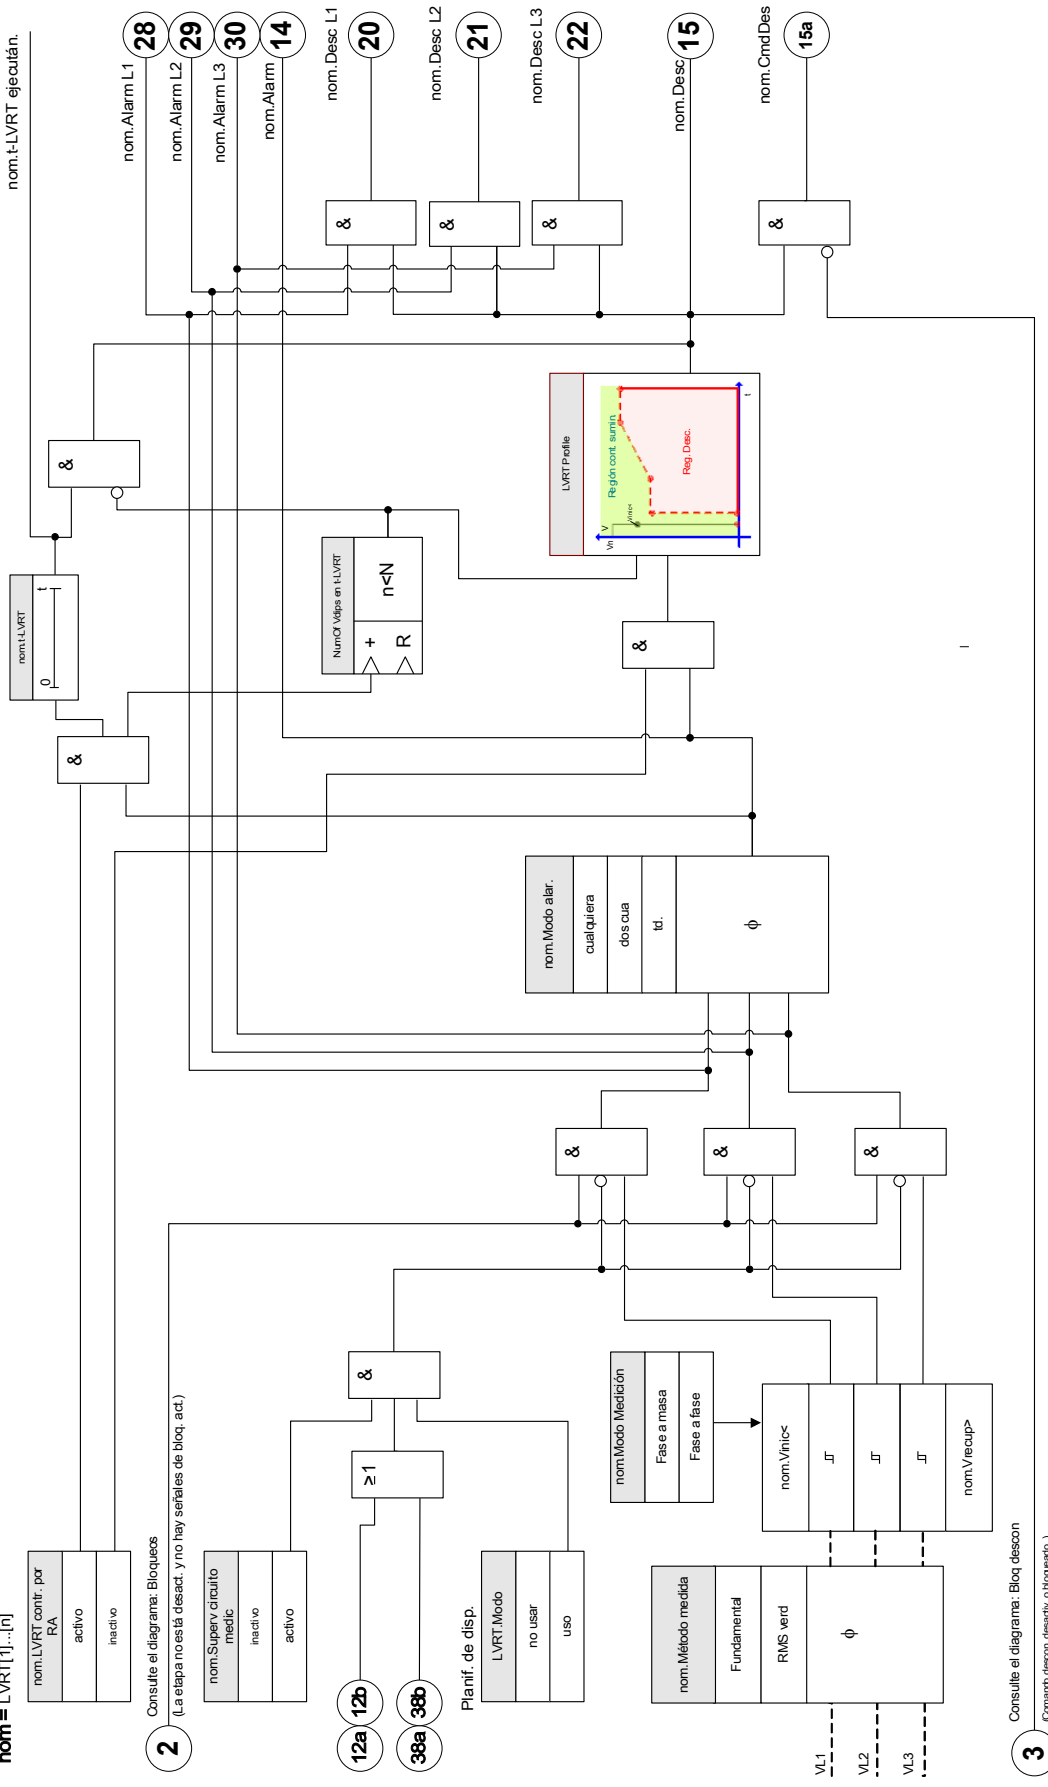 nom = LVRT[1]...[n]
nom.LVRT contr. por
RA
activo
inactivo
2
Consulte el diagrama: Bloqueos
(La etapa no está desact. y no hay señales de bloq. act.)
nom.Superv circuito
medic
inactivo
activo
12a
12b
38a
38b
Planif. de disp.
LVRT.Modo
no usar
uso
nom.Método medida
Fundamental
RMS verd
ϕ
VL1
VL2
VL3
3
Consulte el diagrama: Bloq descon
(Comando descon desactiv. o bloqueado.)
≥1
&
nom.Modo Medición
Fase a masa
Fase a fase
nom.Vinic<
nom.Vrecup>
&
&
&
nom.Modo alar.
cualquiera
dos cua
td.
ϕ
&
nom.t-LVRT
0
t
NumOf Vdips en t-LVRT
+
R
n<N
&
&
LVRT Profile
Región cont. sumin
Reg. Desc.
Vn
V
Vinic<
t
&
&
&
&
nom.t-LVRT ejecután.
nom.Alarm L1
28
nom.Alarm L2
29
nom.Alarm L3
30
nom.Alarm
14
nom.Desc L1
20
nom.Desc L2
21
nom.Desc L3
22
nom.Desc
15
nom.CmdDes
15a